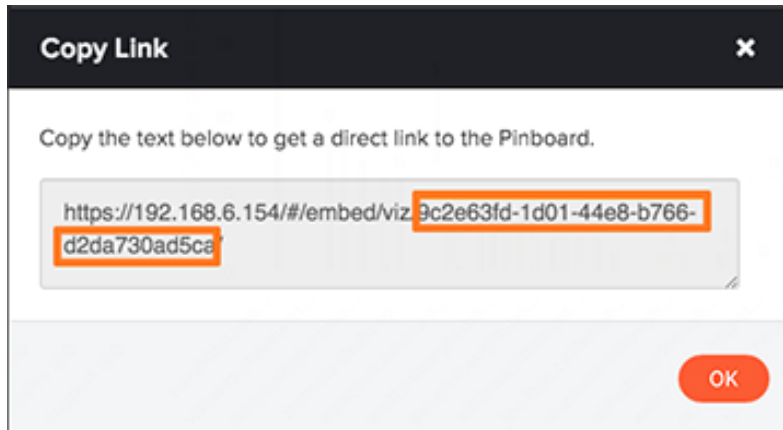 Copy Link
Copy the text below to get a direct link to the Pinboard.
https://192.168.6.154/#/embed/viz/9c2e63fd-1d01-44e8-b766-
d2da730ad5ca/
OK